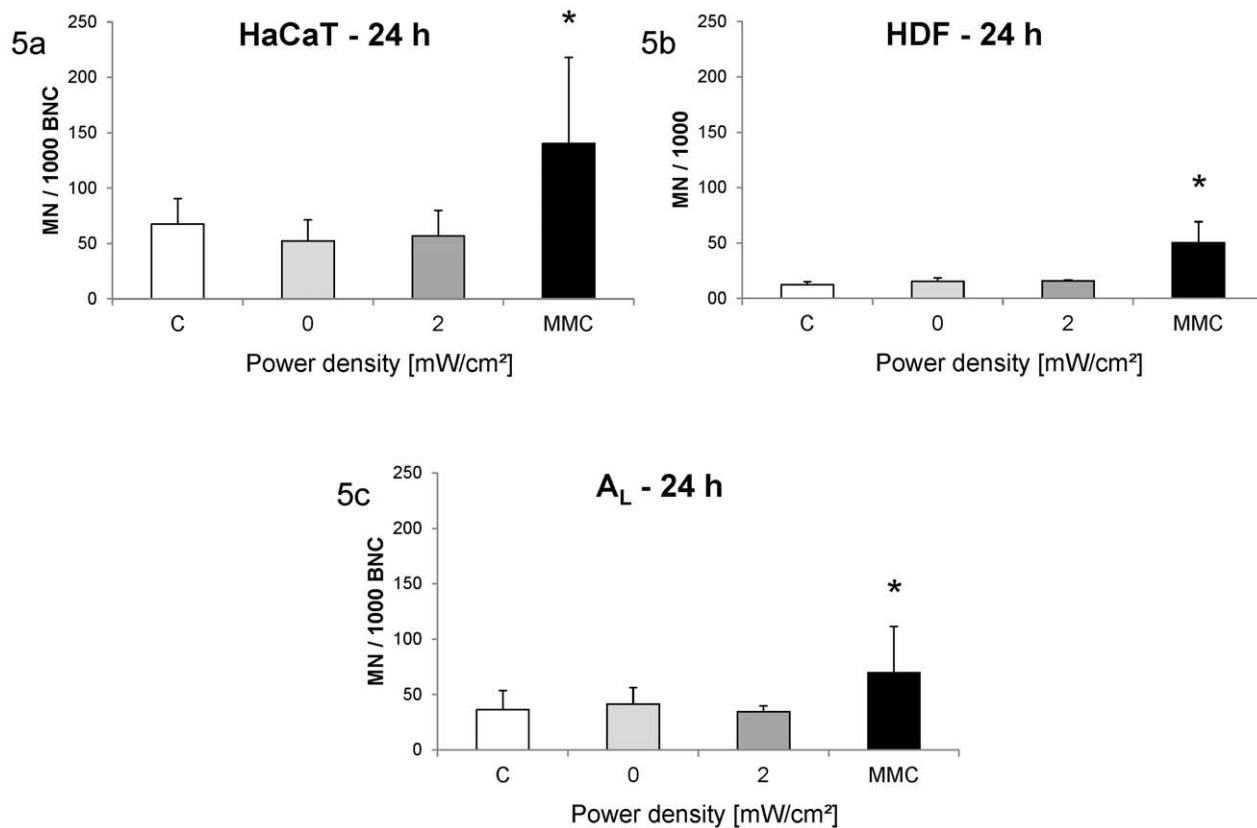 5a
HaCaT - 24 h
*
MN / 1000 BNC
250
200
150
100
50
0
C 0 2 MMC
Power density [mW/cm²]
5b
HDF - 24 h
*
MN / 1000
250
200
150
100
50
00
C 0 2 MMC
Power density [mW/cm²]
5c
AL - 24 h
*
MN / 1000 BNC
250
200
150
100
50
0
C 0 2 MMC
Power density [mW/cm²]